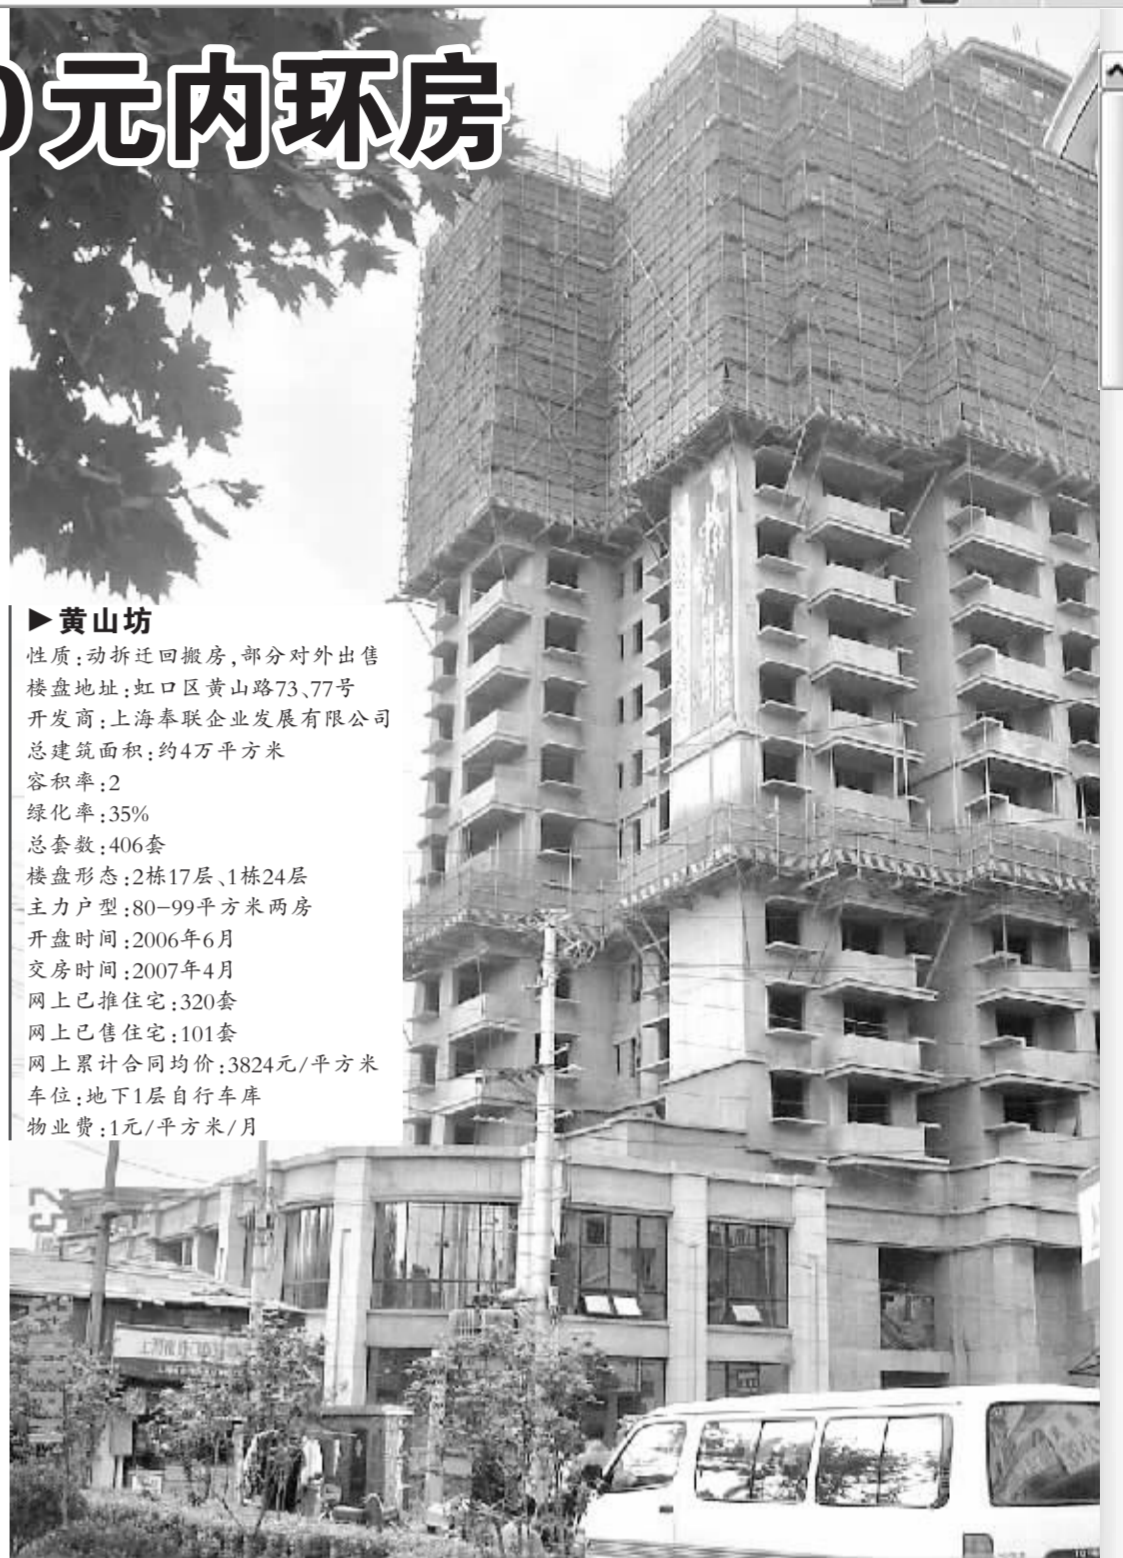 0元内环房
▶黄山坊
性质:动拆迁回搬房,部分对外出售
楼盘地址:虹口区黄山路73、77号
开发商:上海奉联企业发展有限公司
总建筑面积:约4万平方米
容积率:2
绿化率:35%
总套数:406套
楼盘形态:2栋17层、1栋24层
主力户型:80-99平方米两房
开盘时间:2006年6月
交房时间:2007年4月
网上已推住宅:320套
网上已售住宅:101套
网上累计合同均价:3824元/平方米
车位:地下1层自行车库
物业费:1元/平方米/月